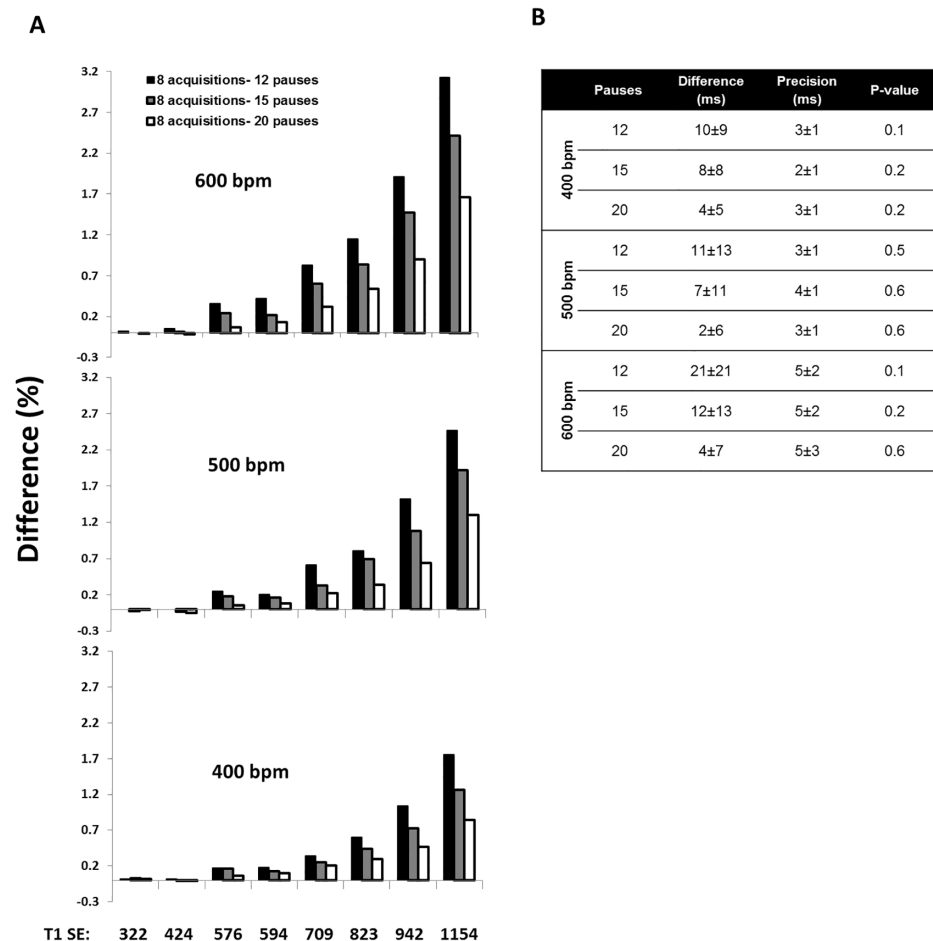 A
3.2
2.7
2.2
1.7
1.2
0.7
0.2
-0.3
8 acquisitions- 12 pauses
8 acquisitions- 15 pauses
8 acquisitions- 20 pauses
600 bpm
Difference (%)
3.2
2.7
2.2
1.7
1.2
0.7
0.2
-0.3
500 bpm
3.2
2.7
2.2
1.7
1.2
0.7
0.2
-0.3
400 bpm
T1 SE: 322 424 576 594 709 823 942 1154
B
Pauses Difference (ms) Precision (ms) P-value
400 bpm
12 10±9 3±1 0.1
15 8±8 2±1 0.2
20 4±5 3±1 0.2
500 bpm
12 11±13 3±1 0.5
15 7±11 4±1 0.6
20 2±6 3±1 0.6
600 bpm
12 21±21 5±2 0.1
15 12±13 5±2 0.2
20 4±7 5±3 0.6